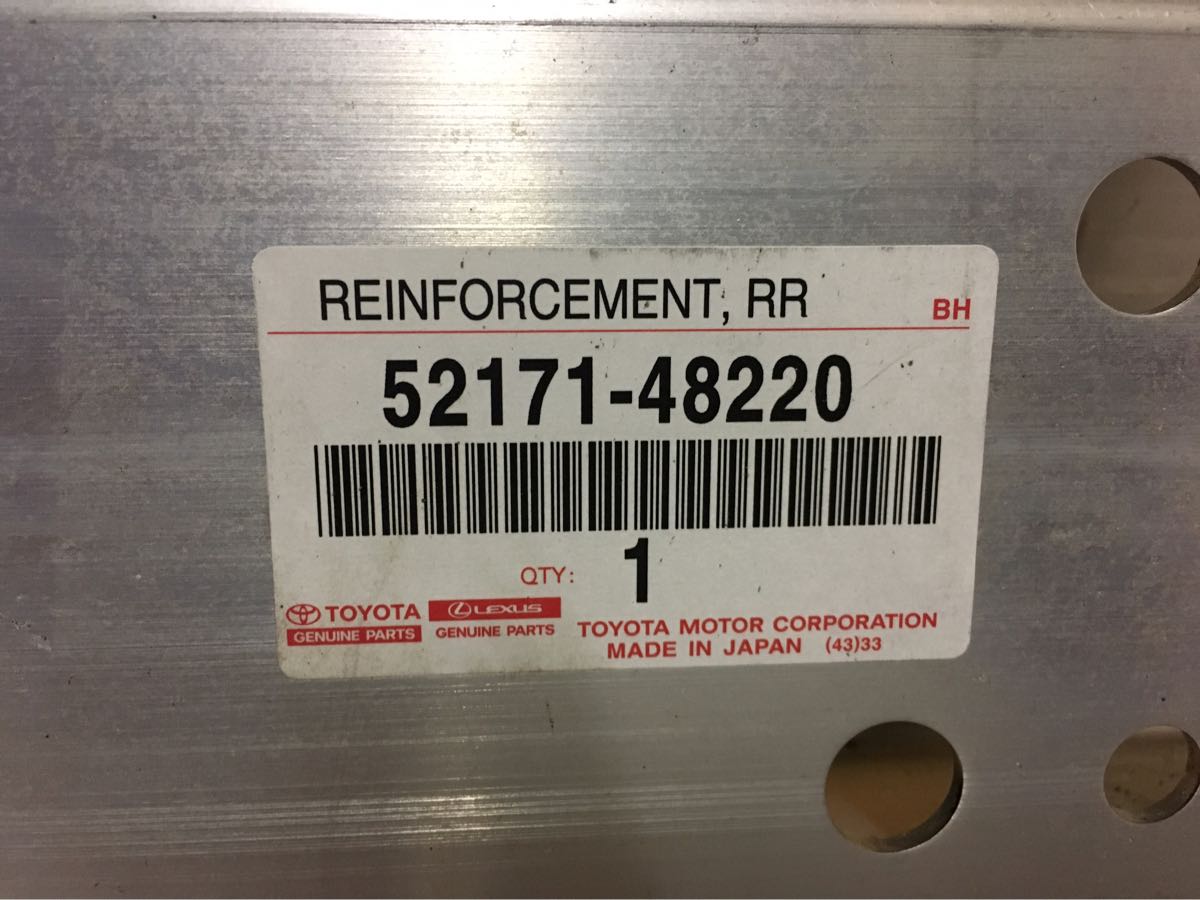 REINFORCEMENT, RR BH
52171-48220
QTY: 1
TOYOTA
GENUINE PARTS
LEXUS
GENUINE PARTS
TOYOTA MOTOR CORPORATION
MADE IN JAPAN (43)33